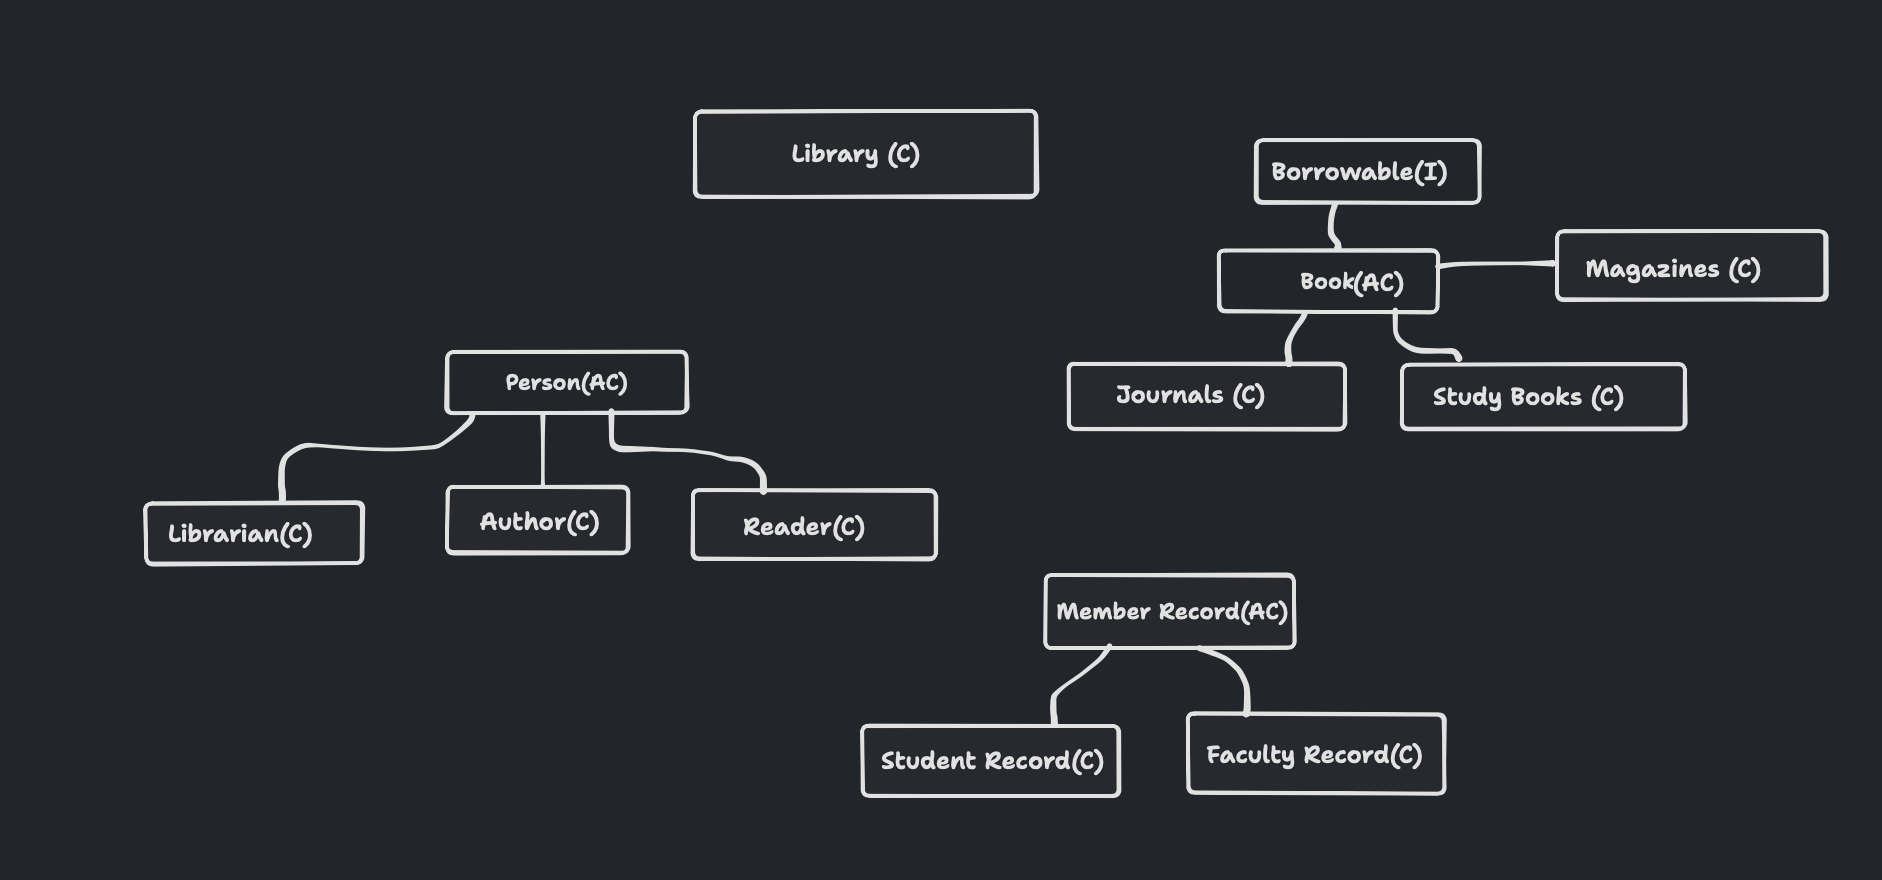 Library (C)
Borrowable(I)
Book(AC)
Magazines (C)
Journals (C)
Study Books (C)
Person(AC)
Librarian(C)
Author(C)
Reader(C)
Member Record(AC)
Student Record(C)
Faculty Record(C)